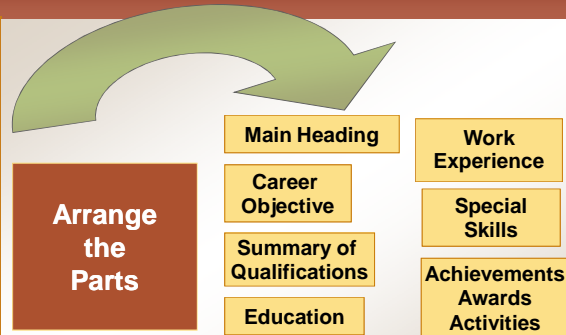 Arrange
the
Parts
Main Heading
Career
Objective
Summary of
Qualifications
Education
Work
Experience
Special
Skills
Achievements
Awards
Activities